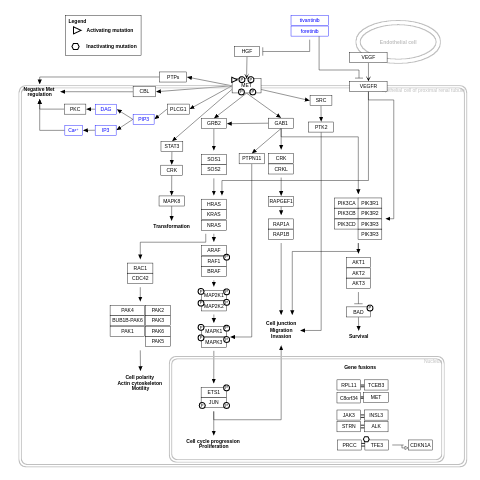 Legend
Activating mutation
Inactivating mutation
tivantinib
foretinib
Endothelial cell
HGF
VEGF
PTPs
MET
VEGFR
Negative Met
regulation
CBL
SRC
PKC
DAG
PLCG1
PIP3
GRB2
GAB1
PTK2
Ca²⁺
IP3
STAT3
SOS1
SOS2
PTPN11
CRK
CRKL
CRK
MAPK8
HRAS
KRAS
NRAS
RAPGEF1
PIK3CA
PIK3R1
PIK3CB
PIK3R2
PIK3CD
PIK3R3
PIK3R3
Transformation
RAP1A
RAP1B
ARAF
RAF1
BRAF
RAC1
CDC42
AKT1
AKT2
AKT3
MAP2K1
MAP2K2
PAK4
PAK2
BUB1B-PAK6
PAK3
PAK1
PAK6
PAK5
BAD
Cell junction
Migration
Invasion
MAPK1
MAPK3
Survival
Gene fusions
Cell polarity
Actin cytoskeleton
Motility
RPL11
TCEB3
C8orf34
MET
ETS1
JUN
JAK3
INSL3
STRN
ALK
Cell cycle progression
Proliferation
PRCC
TFE3
CDKN1A